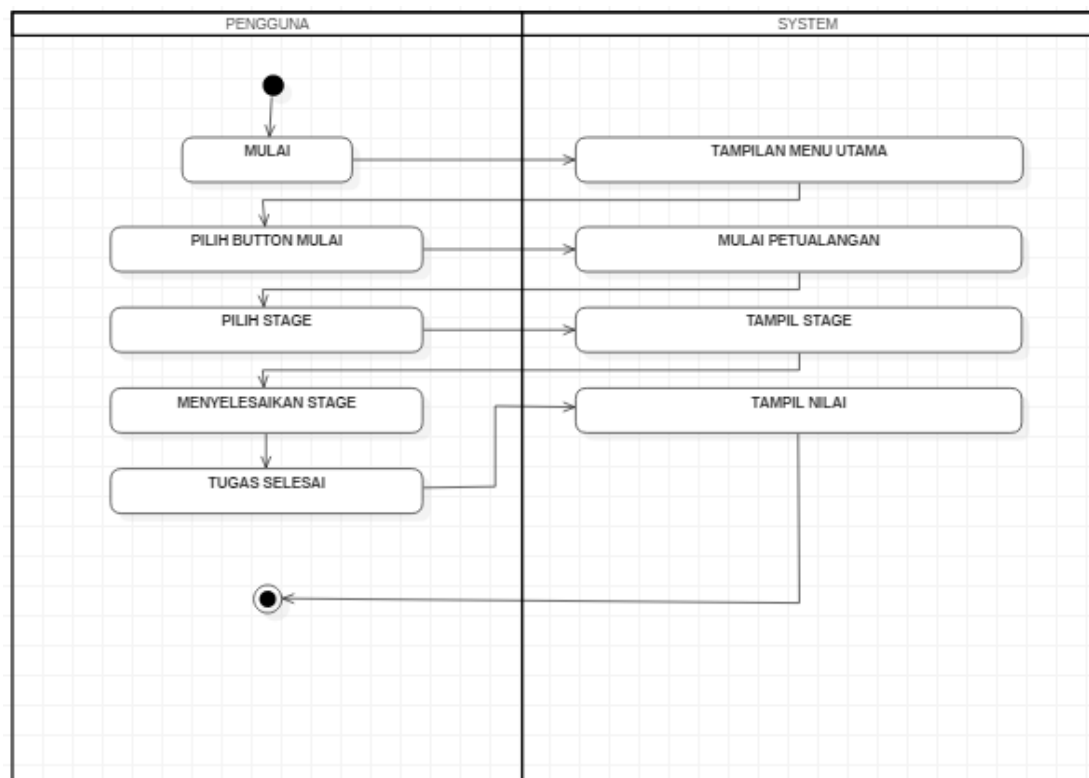 PENGGUNA
SYSTEM
MULAI
TAMPILAN MENU UTAMA
PILIH BUTTON MULAI
MULAI PETUALANGAN
PILIH STAGE
TAMPIL STAGE
MENYELESAIKAN STAGE
TAMPIL NILAI
TUGAS SELESAI